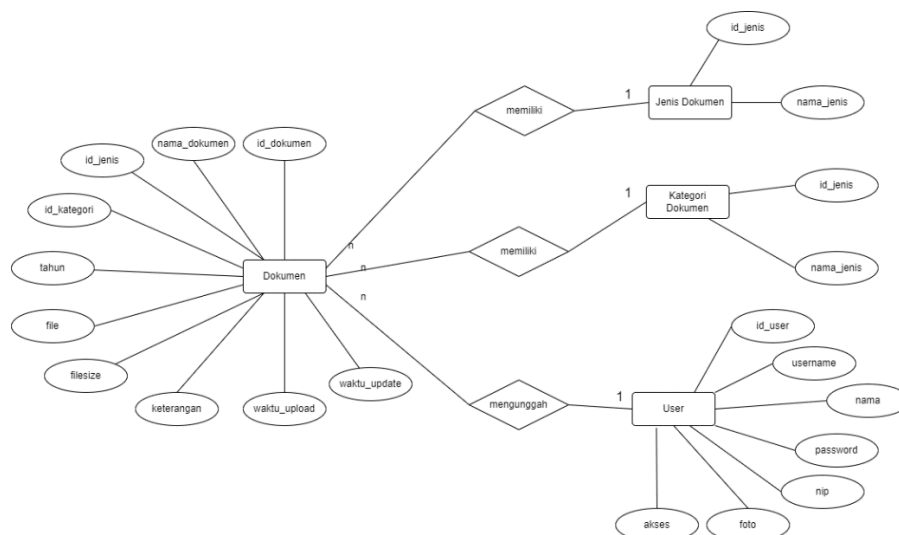 id_jenis
1
memiliki
Jenis Dokumen
nama_jenis
nama_dokumen
id_dokumen
id_jenis
id_kategori
1
Kategori
Dokumen
id_jenis
n
memiliki
tahun
Dokumen
n
nama_jenis
n
file
id_user
username
filesize
waktu_update
keterangan
waktu_upload
mengunggah
1
User
nama
password
nip
akses
foto